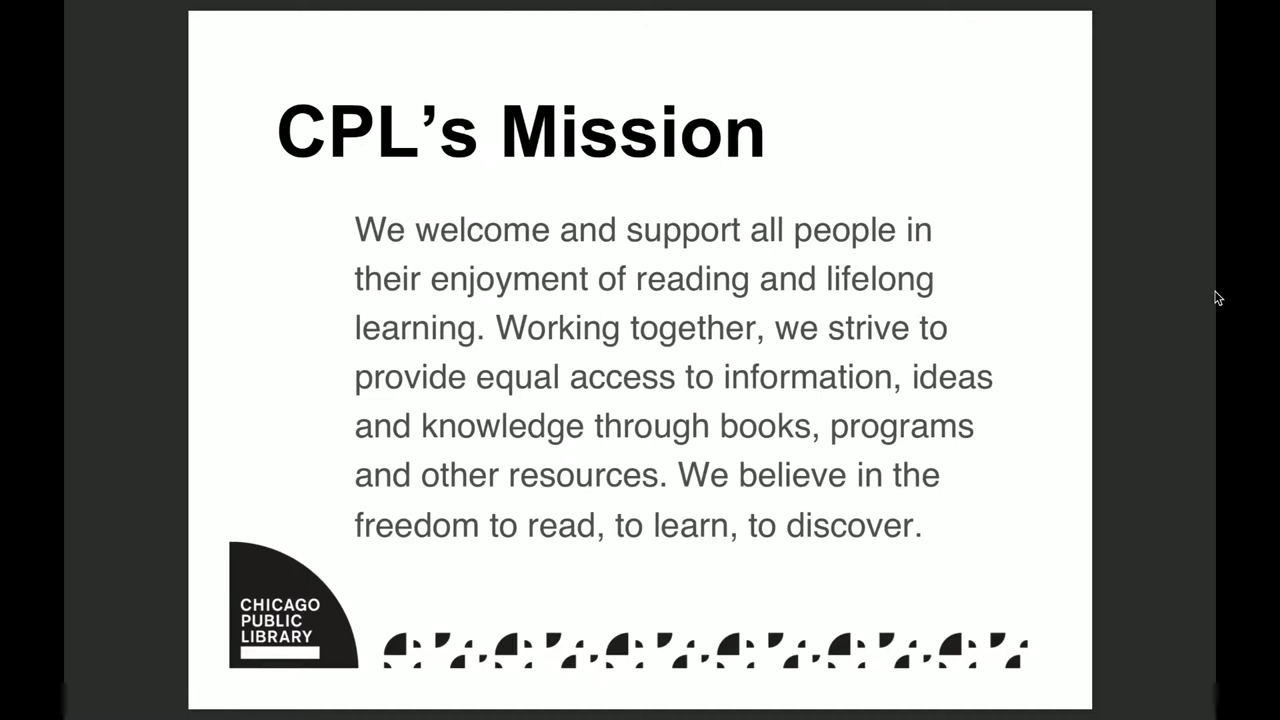 CPL’s Mission
We welcome and support all people in
their enjoyment of reading and lifelong
learning. Working together, we strive to
provide equal access to information, ideas
and knowledge through books, programs
and other resources. We believe in the
freedom to read, to learn, to discover.
CHICAGO
PUBLIC
LIBRARY